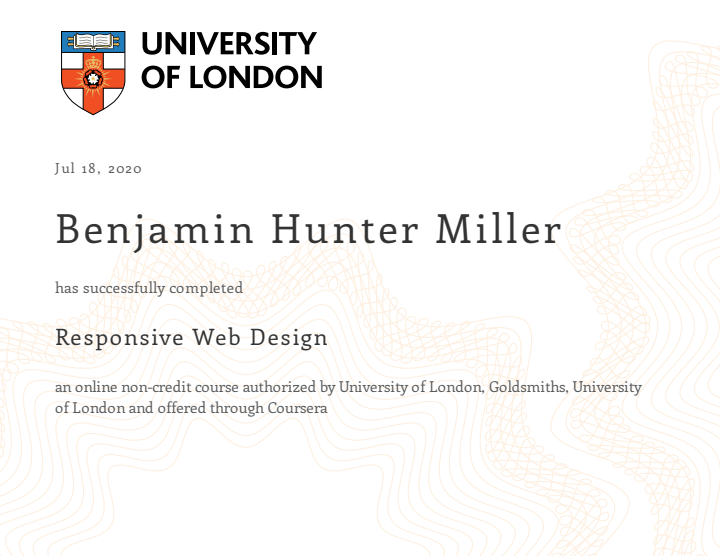 UNIVERSITY
OF LONDON
Jul 18, 2020
Benjamin Hunter Miller
has successfully completed
Responsive Web Design
an online non-credit course authorized by University of London, Goldsmiths, University
of London and offered through Coursera